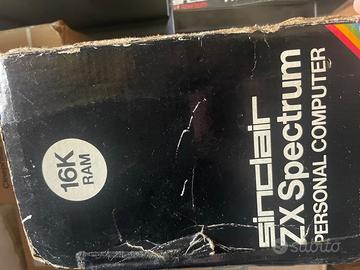 16K
RAM
sinclair
ZX Spectrum
PERSONAL COMPUTER
subito